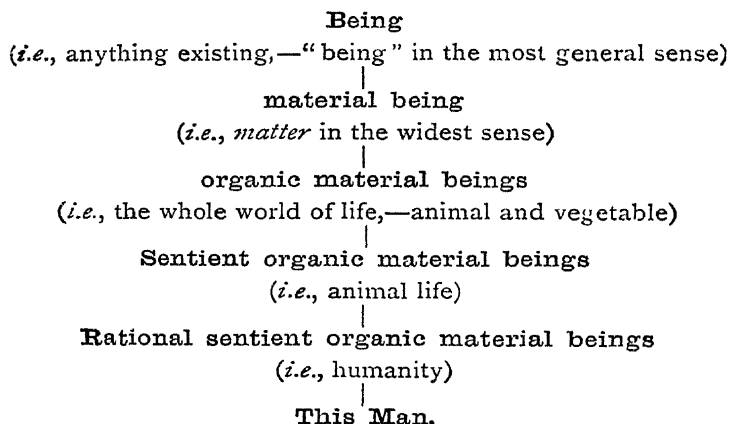 Being
(i.e., anything existing,—“being” in the most general sense)
material being
(i.e., matter in the widest sense)
organic material beings
(i.e., the whole world of life,—animal and vegetable)
Sentient organic material beings
(i.e., animal life)
Rational sentient organic material beings
(i.e., humanity)
This Man.